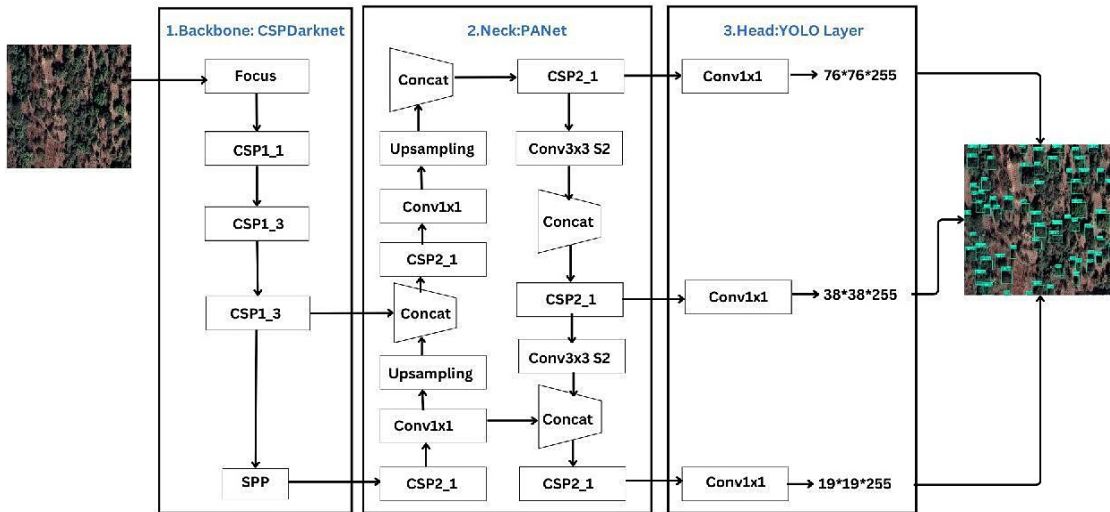 1.Backbone: CSPDarknet
Focus
CSP1_1
CSP1_3
CSP1_3
SPP
2.Neck:PANet
Concat
Upsampling
Conv1x1
CSP2_1
Concat
Upsampling
Conv1x1
CSP2_1
CSP2_1
Conv3x3 S2
Concat
CSP2_1
Conv3x3 S2
Concat
CSP2_1
3.Head:YOLO Layer
Conv1x1
76*76*255
Conv1x1
38*38*255
Conv1x1
19*19*255